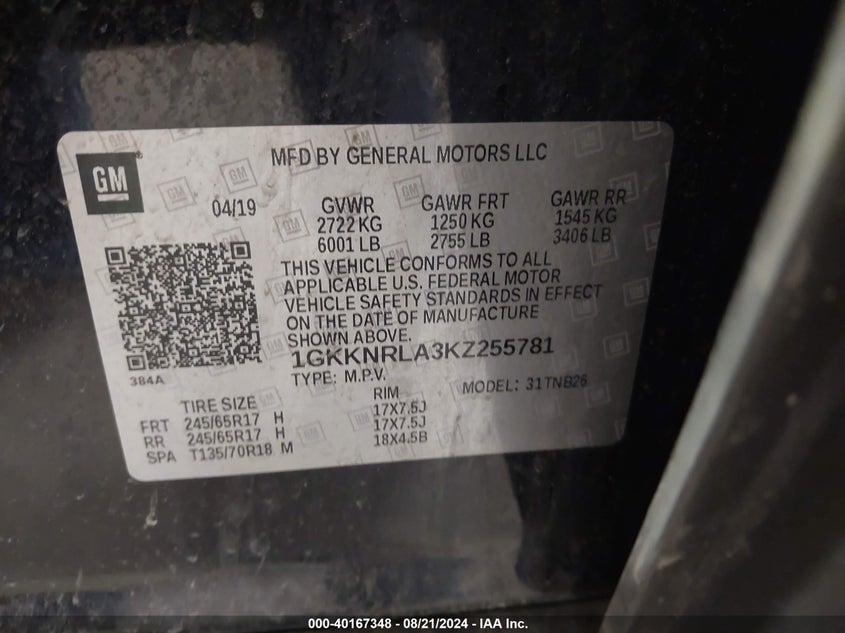 GM
MFD BY GENERAL MOTORS LLC
04/19
GVWR GAWR FRT GAWR RR
2722 KG 1250 KG 1545 KG
6001 LB 2755 LB 3406 LB
THIS VEHICLE CONFORMS TO ALL
APPLICABLE U.S. FEDERAL MOTOR
VEHICLE SAFETY STANDARDS IN EFFECT
ON THE DATE OF MANUFACTURE
SHOWN ABOVE.
1GKKNRLA3KZ255781
384A
TYPE: M.P.V. MODEL: 31TNB26
TIRE SIZE RIM
FRT 245/65R17 H 17X7.5J
RR 245/65R17 H 17X7.5J
SPA T135/70R18 M 18X4.5B
000-40167348 - 08/21/2024 - IAA Inc.